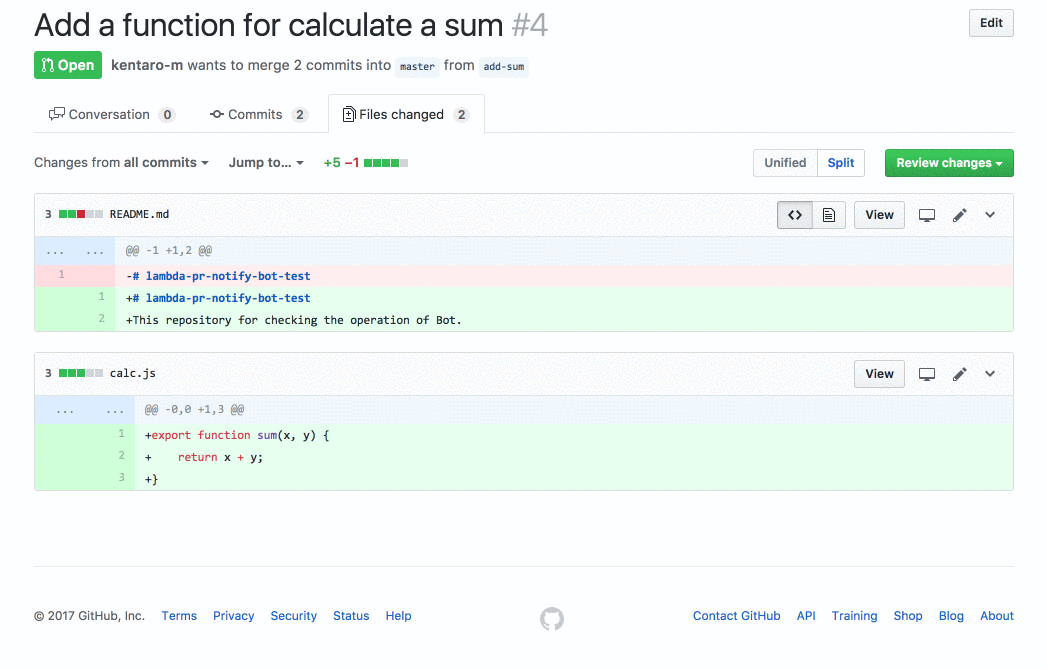 Add a function for calculate a sum #4
Edit
Open kentaro-m wants to merge 2 commits into master from add-sum
Conversation 0 Commits 2 Files changed 2
Changes from all commits Jump to... +5 −1 Unified Split Review changes
3 README.md <> View
... ... @@ -1 +1,2 @@
1 -# lambda-pr-notify-bot-test
1 +# lambda-pr-notify-bot-test
2 +This repository for checking the operation of Bot.
3 calc.js View
... ... @@ -0,0 +1,3 @@
1 +export function sum(x, y) {
2 +    return x + y;
3 +}
© 2017 GitHub, Inc. Terms Privacy Security Status Help Contact GitHub API Training Shop Blog About